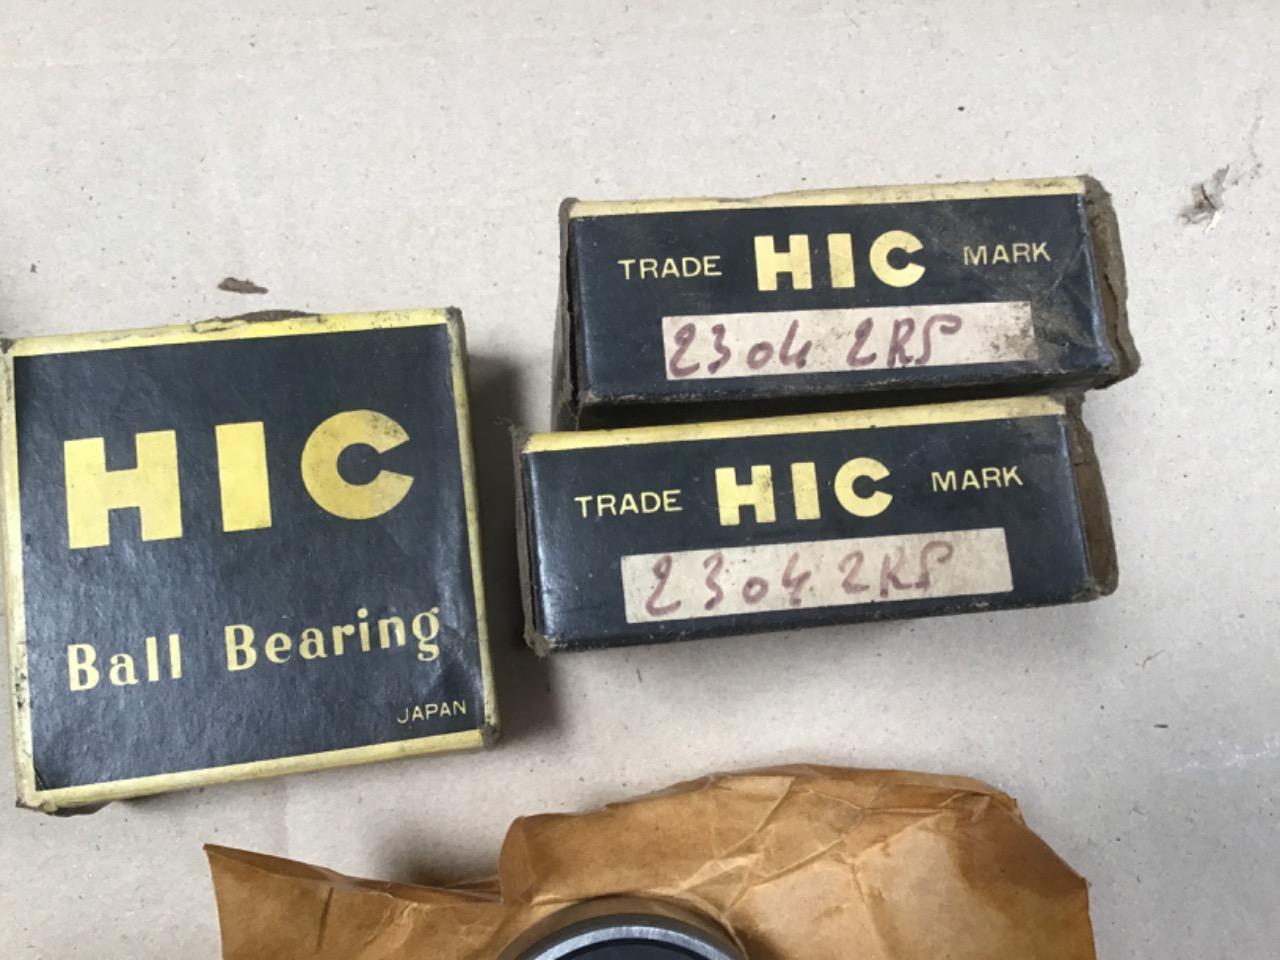 TRADE HIC MARK
2304 2RS
HIC
Ball Bearing
JAPAN
TRADE HIC MARK
2304 2RS